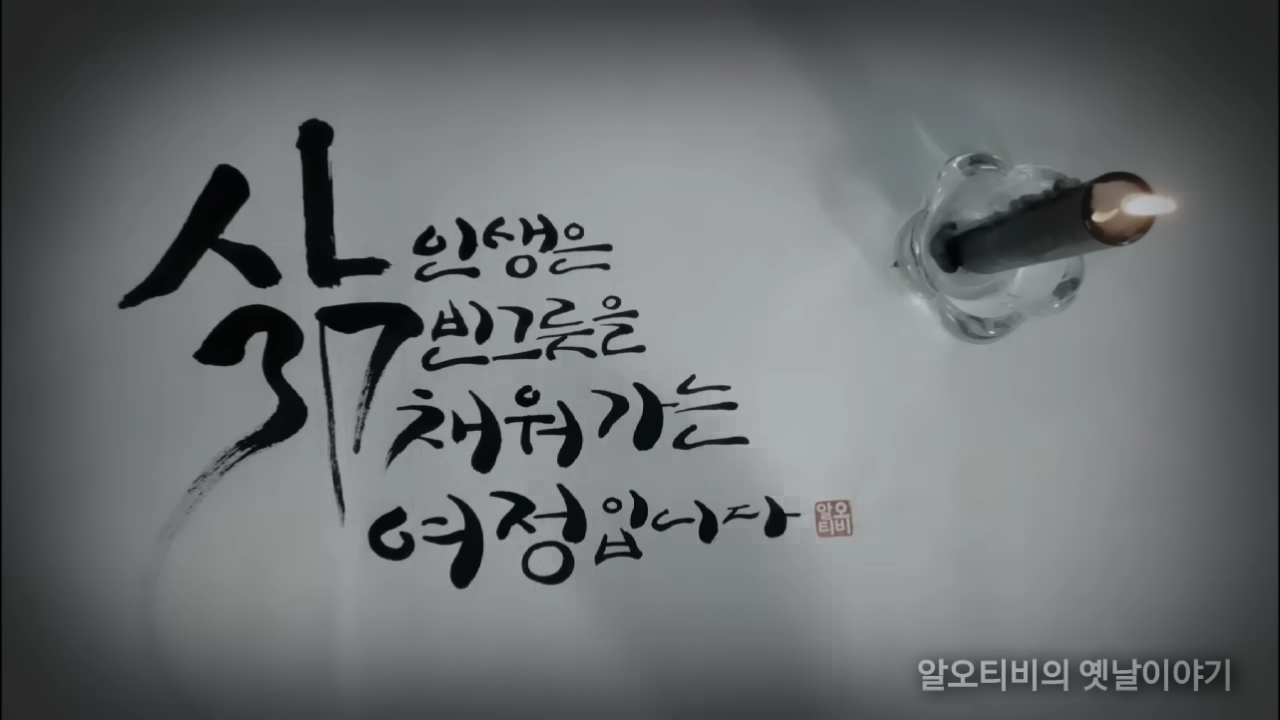 삶
인생은
빈그릇을
채워가는
여정입니다
알오
티비
알오티비의 옛날이야기